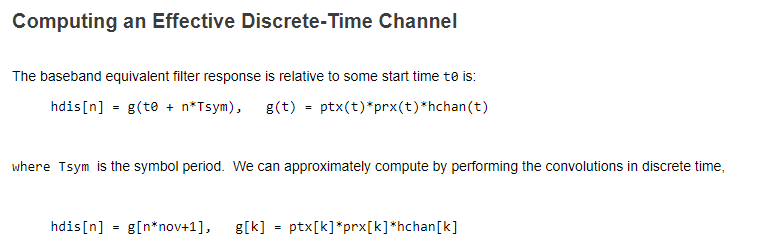 Computing an Effective Discrete-Time Channel
The baseband equivalent filter response is relative to some start time t0 is:
hdis[n] = g(t0 + n*Tsym),   g(t) = ptx(t)*prx(t)*hchan(t)
where Tsym is the symbol period.  We can approximately compute by performing the convolutions in discrete time,
hdis[n] = g[n*nov+1],   g[k] = ptx[k]*prx[k]*hchan[k]